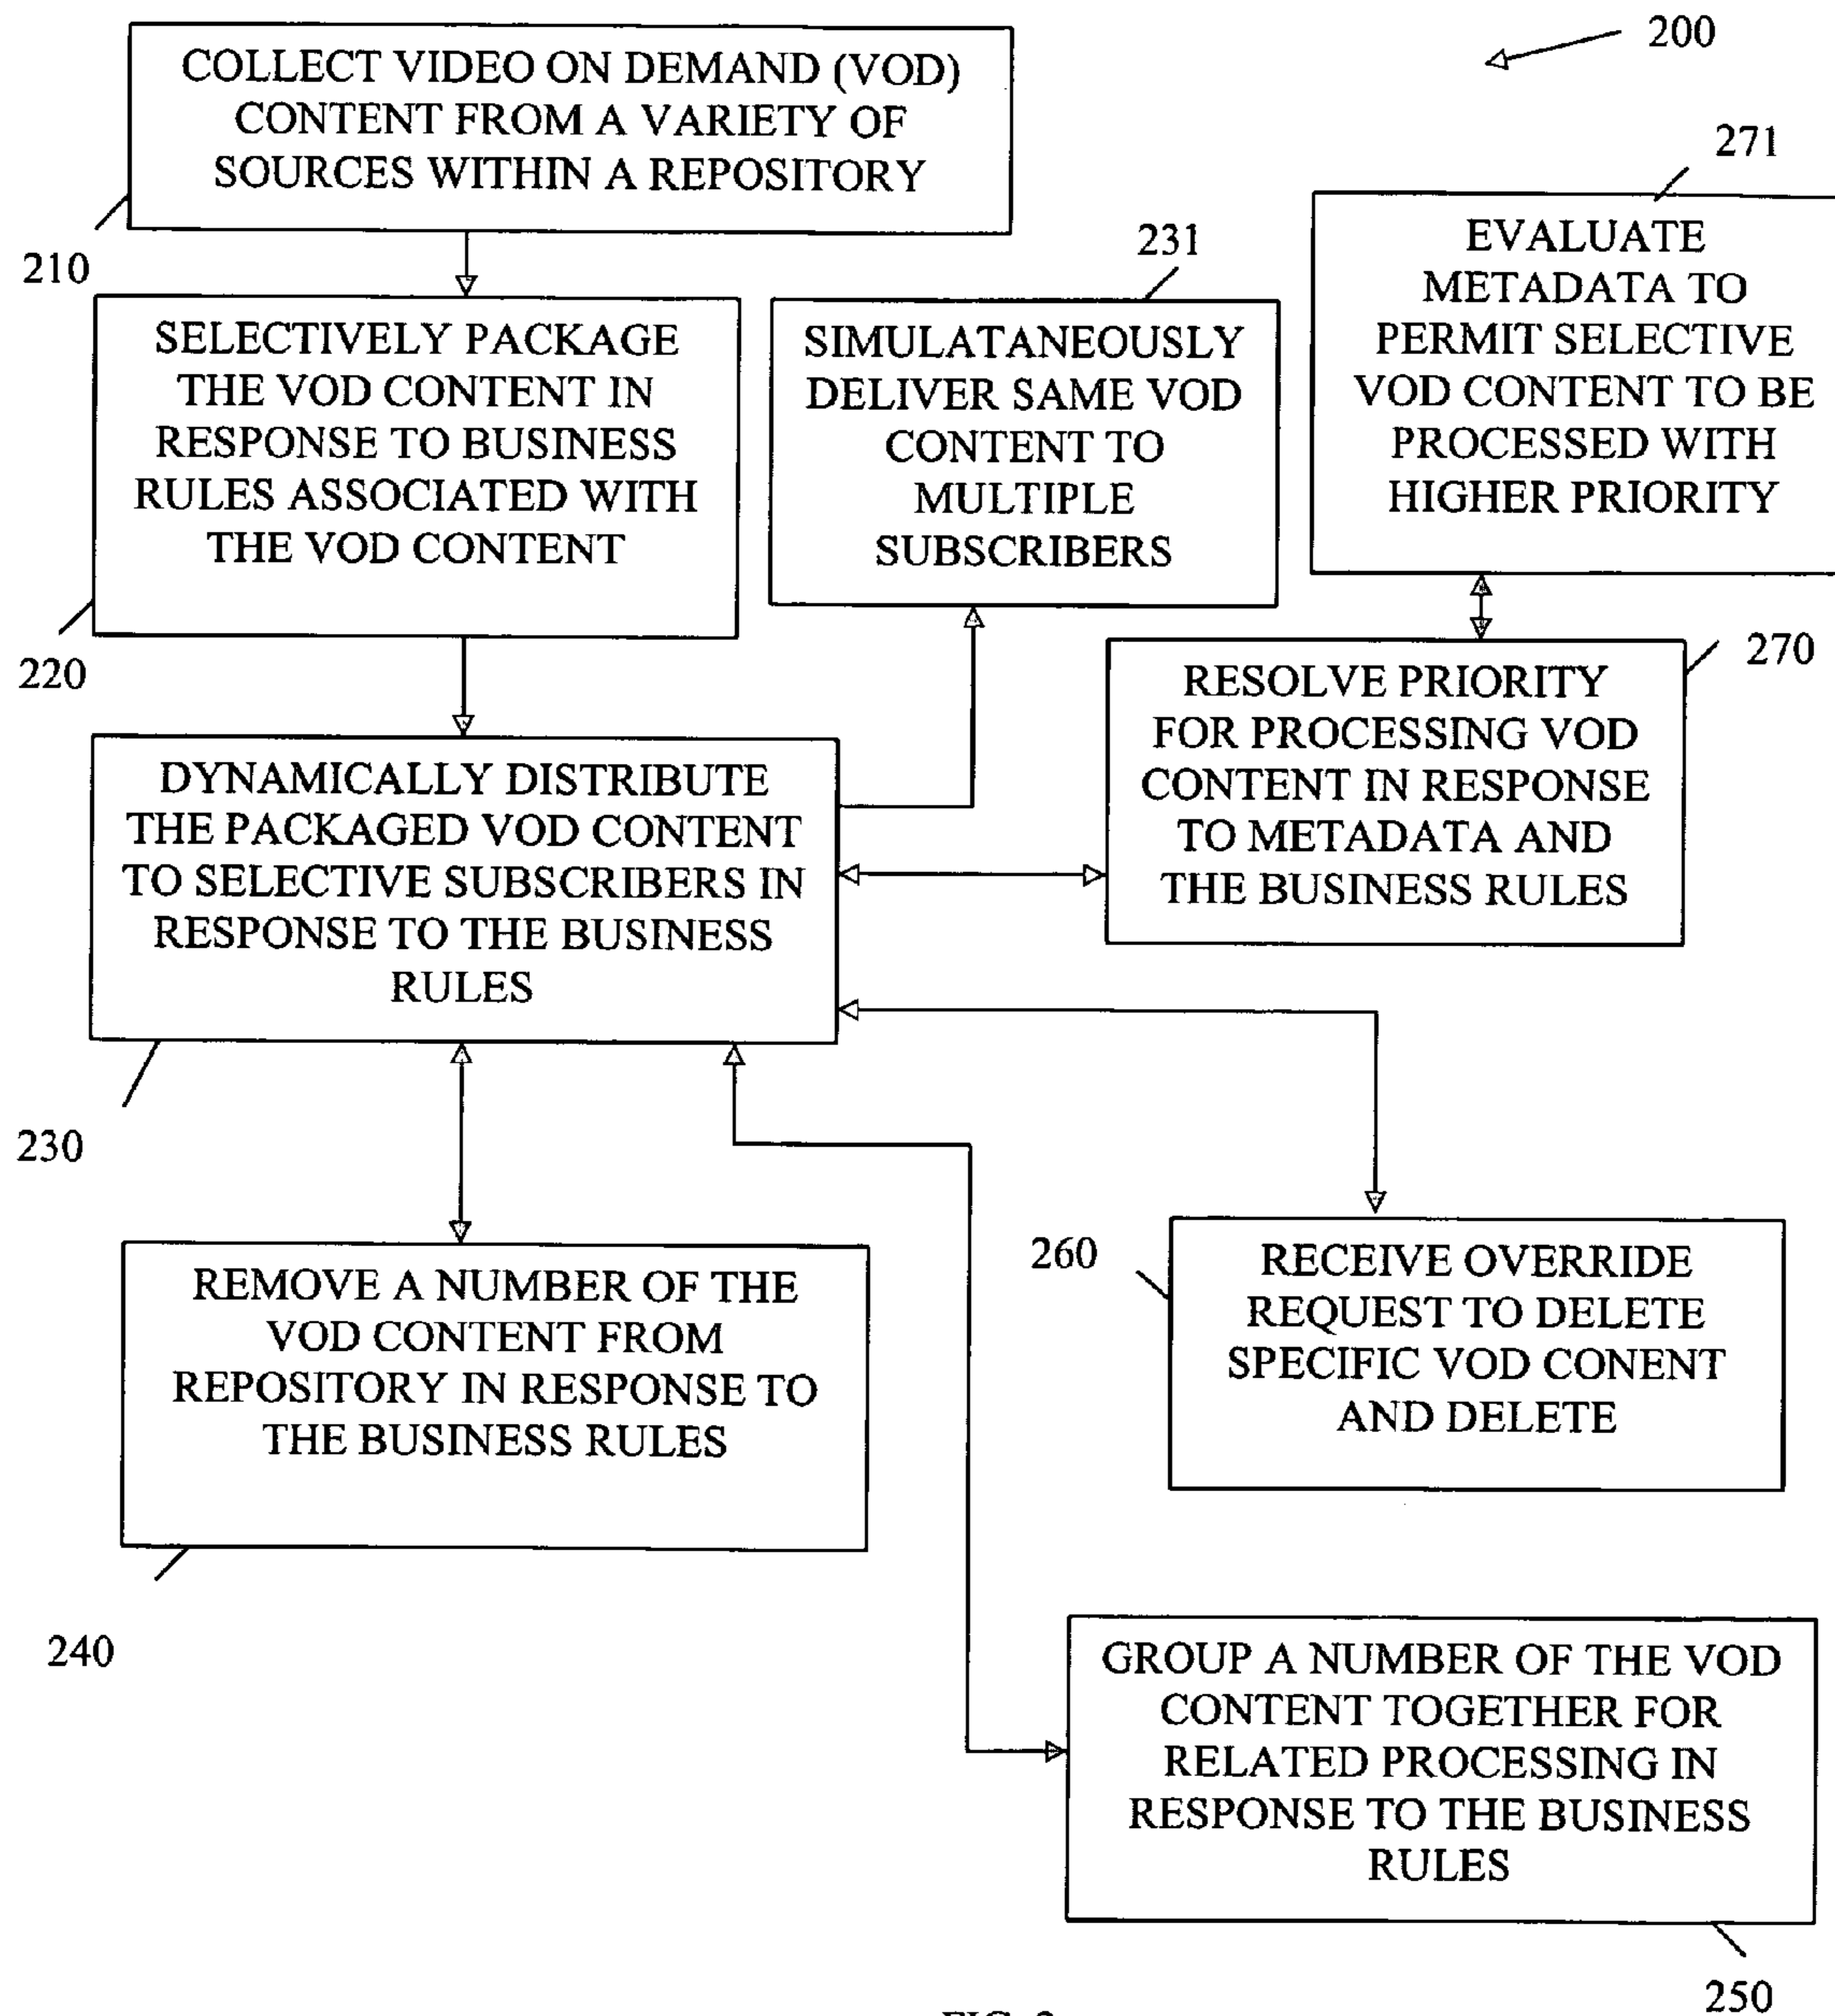 200
COLLECT VIDEO ON DEMAND (VOD)
CONTENT FROM A VARIETY OF
SOURCES WITHIN A REPOSITORY
210
271
EVALUATE
METADATA TO
PERMIT SELECTIVE
VOD CONTENT TO BE
PROCESSED WITH
HIGHER PRIORITY
231
SIMULATANEOUSLY
DELIVER SAME VOD
CONTENT TO
MULTIPLE
SUBSCRIBERS
SELECTIVELY PACKAGE
THE VOD CONTENT IN
RESPONSE TO BUSINESS
RULES ASSOCIATED WITH
THE VOD CONTENT
220
270
RESOLVE PRIORITY
FOR PROCESSING VOD
CONTENT IN RESPONSE
TO METADATA AND
THE BUSINESS RULES
DYNAMICALLY DISTRIBUTE
THE PACKAGED VOD CONTENT
TO SELECTIVE SUBSCRIBERS IN
RESPONSE TO THE BUSINESS
RULES
230
REMOVE A NUMBER OF THE
VOD CONTENT FROM
REPOSITORY IN RESPONSE TO
THE BUSINESS RULES
240
260
RECEIVE OVERRIDE
REQUEST TO DELETE
SPECIFIC VOD CONENT
AND DELETE
GROUP A NUMBER OF THE VOD
CONTENT TOGETHER FOR
RELATED PROCESSING IN
RESPONSE TO THE BUSINESS
RULES
250